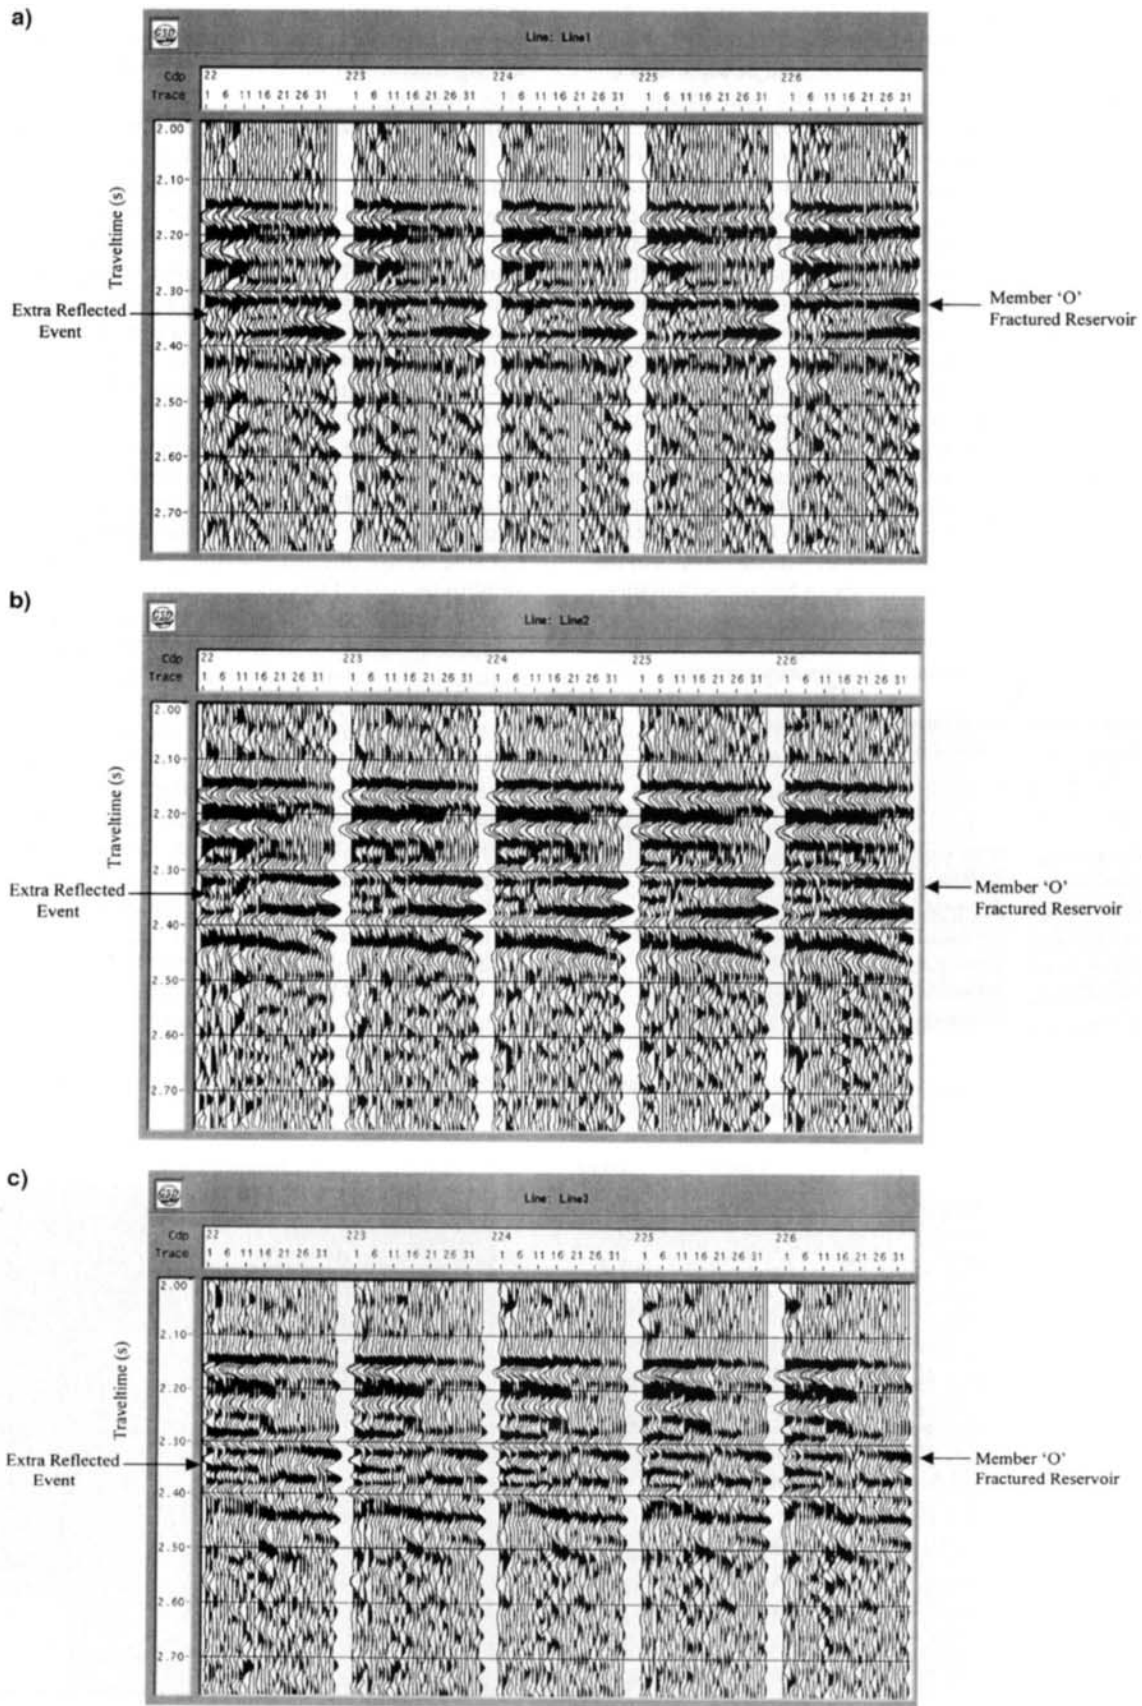 a)
Line: Line1
Cdp 22 223 224 225 226
Trace 1 6 11 16 21 26 31 1 6 11 16 21 26 31 1 6 11 16 21 26 31 1 6 11 16 21 26 31 1 6 11 16 21 26 31
Traveltime (s)
2.00
2.10
2.20
2.30
2.40
2.50
2.60
2.70
Extra Reflected
Event
Member 'O'
Fractured Reservoir
b)
Line: Line2
Cdp 22 223 224 225 226
Trace 1 6 11 16 21 26 31 1 6 11 16 21 26 31 1 6 11 16 21 26 31 1 6 11 16 21 26 31 1 6 11 16 21 26 31
Traveltime (s)
2.00
2.10
2.20
2.30
2.40
2.50
2.60
2.70
Extra Reflected
Event
Member 'O'
Fractured Reservoir
c)
Line: Line3
Cdp 22 223 224 225 226
Trace 1 6 11 16 21 26 31 1 6 11 16 21 26 31 1 6 11 16 21 26 31 1 6 11 16 21 26 31 1 6 11 16 21 26 31
Traveltime (s)
2.00
2.10
2.20
2.30
2.40
2.50
2.60
2.70
Extra Reflected
Event
Member 'O'
Fractured Reservoir